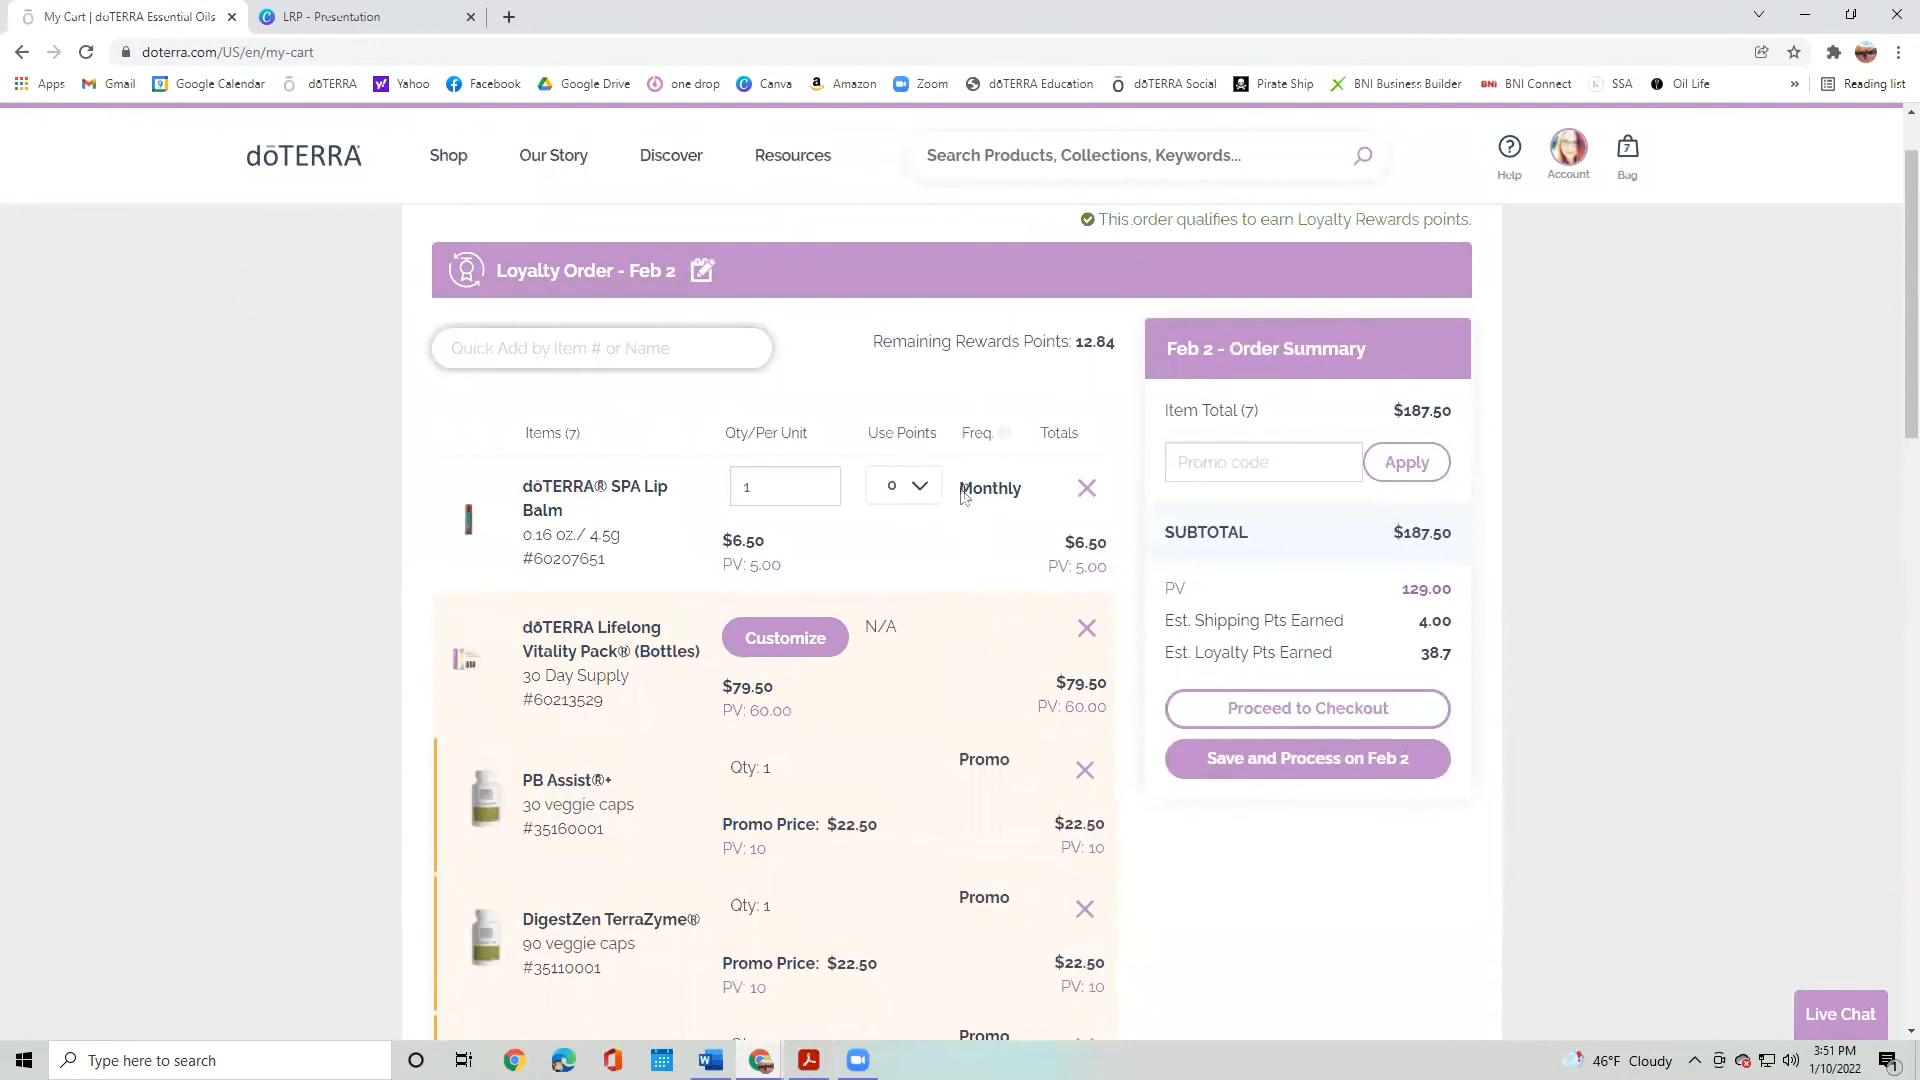 My Cart | doTERRA Essential Oils
LRP - Presentation
doterra.com/US/en/my-cart
Apps
Gmail
Google Calendar
dōTERRA
Yahoo
Facebook
Google Drive
one drop
Canva
Amazon
Zoom
dōTERRA Education
dōTERRA Social
Pirate Ship
BNI Business Builder
BNI Connect
SSA
Oil Life
»
Reading list
dōTERRA
Shop
Our Story
Discover
Resources
Search Products, Collections, Keywords...
Help
Account
7
Bag
This order qualifies to earn Loyalty Rewards points.
Loyalty Order - Feb 2
Quick Add by Item # or Name
Remaining Rewards Points: 12.84
Items (7)
Qty/Per Unit
Use Points
Freq.
Totals
dōTERRA® SPA Lip
Balm
0.16 oz./ 4.5g
#60207651
1
$6.50
PV: 5.00
0
Monthly
$6.50
PV: 5.00
dōTERRA Lifelong
Vitality Pack® (Bottles)
30 Day Supply
#60213529
Customize
$79.50
PV: 60.00
N/A
$79.50
PV: 60.00
PB Assist®+
30 veggie caps
#35160001
Qty: 1
Promo Price: $22.50
PV: 10
Promo
$22.50
PV: 10
DigestZen TerraZyme®
90 veggie caps
#35110001
Qty: 1
Promo Price: $22.50
PV: 10
Promo
$22.50
PV: 10
Promo
Feb 2 - Order Summary
Item Total (7) $187.50
Promo code
Apply
SUBTOTAL $187.50
PV 129.00
Est. Shipping Pts Earned 4.00
Est. Loyalty Pts Earned 38.7
Proceed to Checkout
Save and Process on Feb 2
Live Chat
Type here to search
46°F Cloudy
3:51 PM
1/10/2022